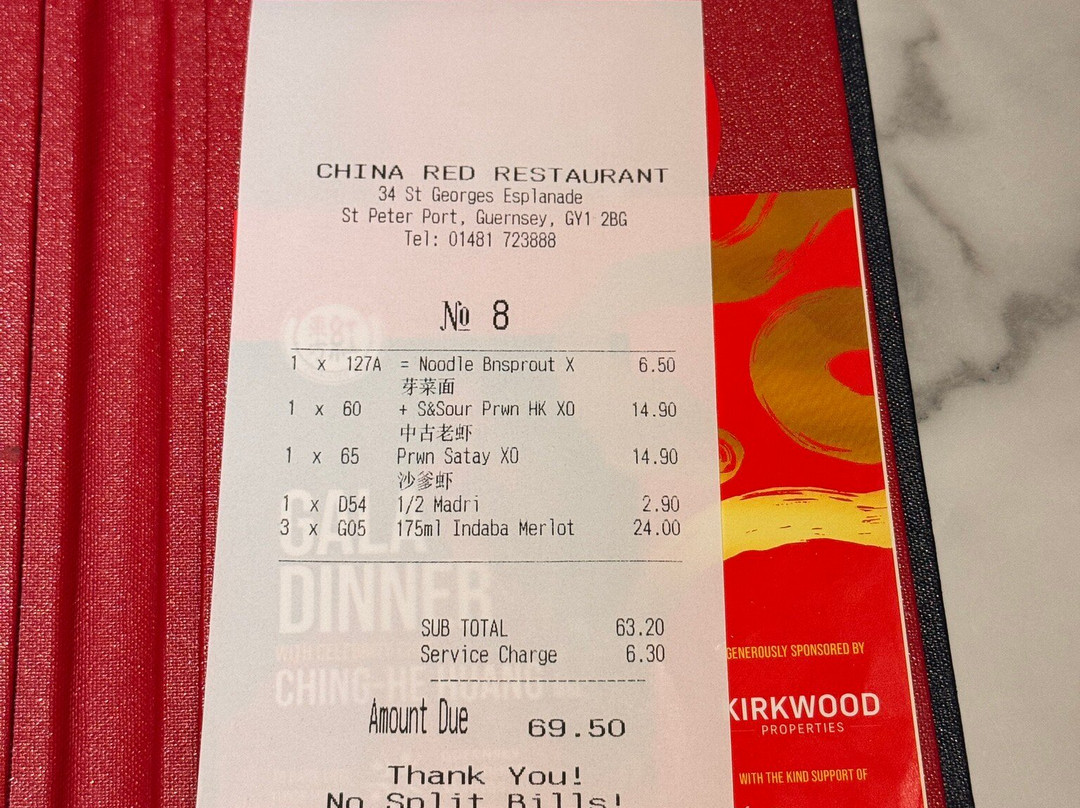 CHINA RED RESTAURANT
34 St Georges Esplanade
St Peter Port, Guernsey, GY1 2BG
Tel: 01481 723888
№ 8
1 x 127A = Noodle Bnsprout X 6.50
芽菜面
1 x 60 + S&Sour Prwn HK XO 14.90
中古老虾
1 x 65 Prwn Satay XO 14.90
沙爹虾
1 x D54 1/2 Madri 2.90
3 x G05 175ml Indaba Merlot 24.00
SUB TOTAL 63.20
Service Charge 6.30
Amount Due 69.50
Thank You!
No Split Bills!
GALA
DINNER
CHING-HE HUANG
GENEROUSLY SPONSORED BY
KIRKWOOD
PROPERTIES
WITH THE KIND SUPPORT OF